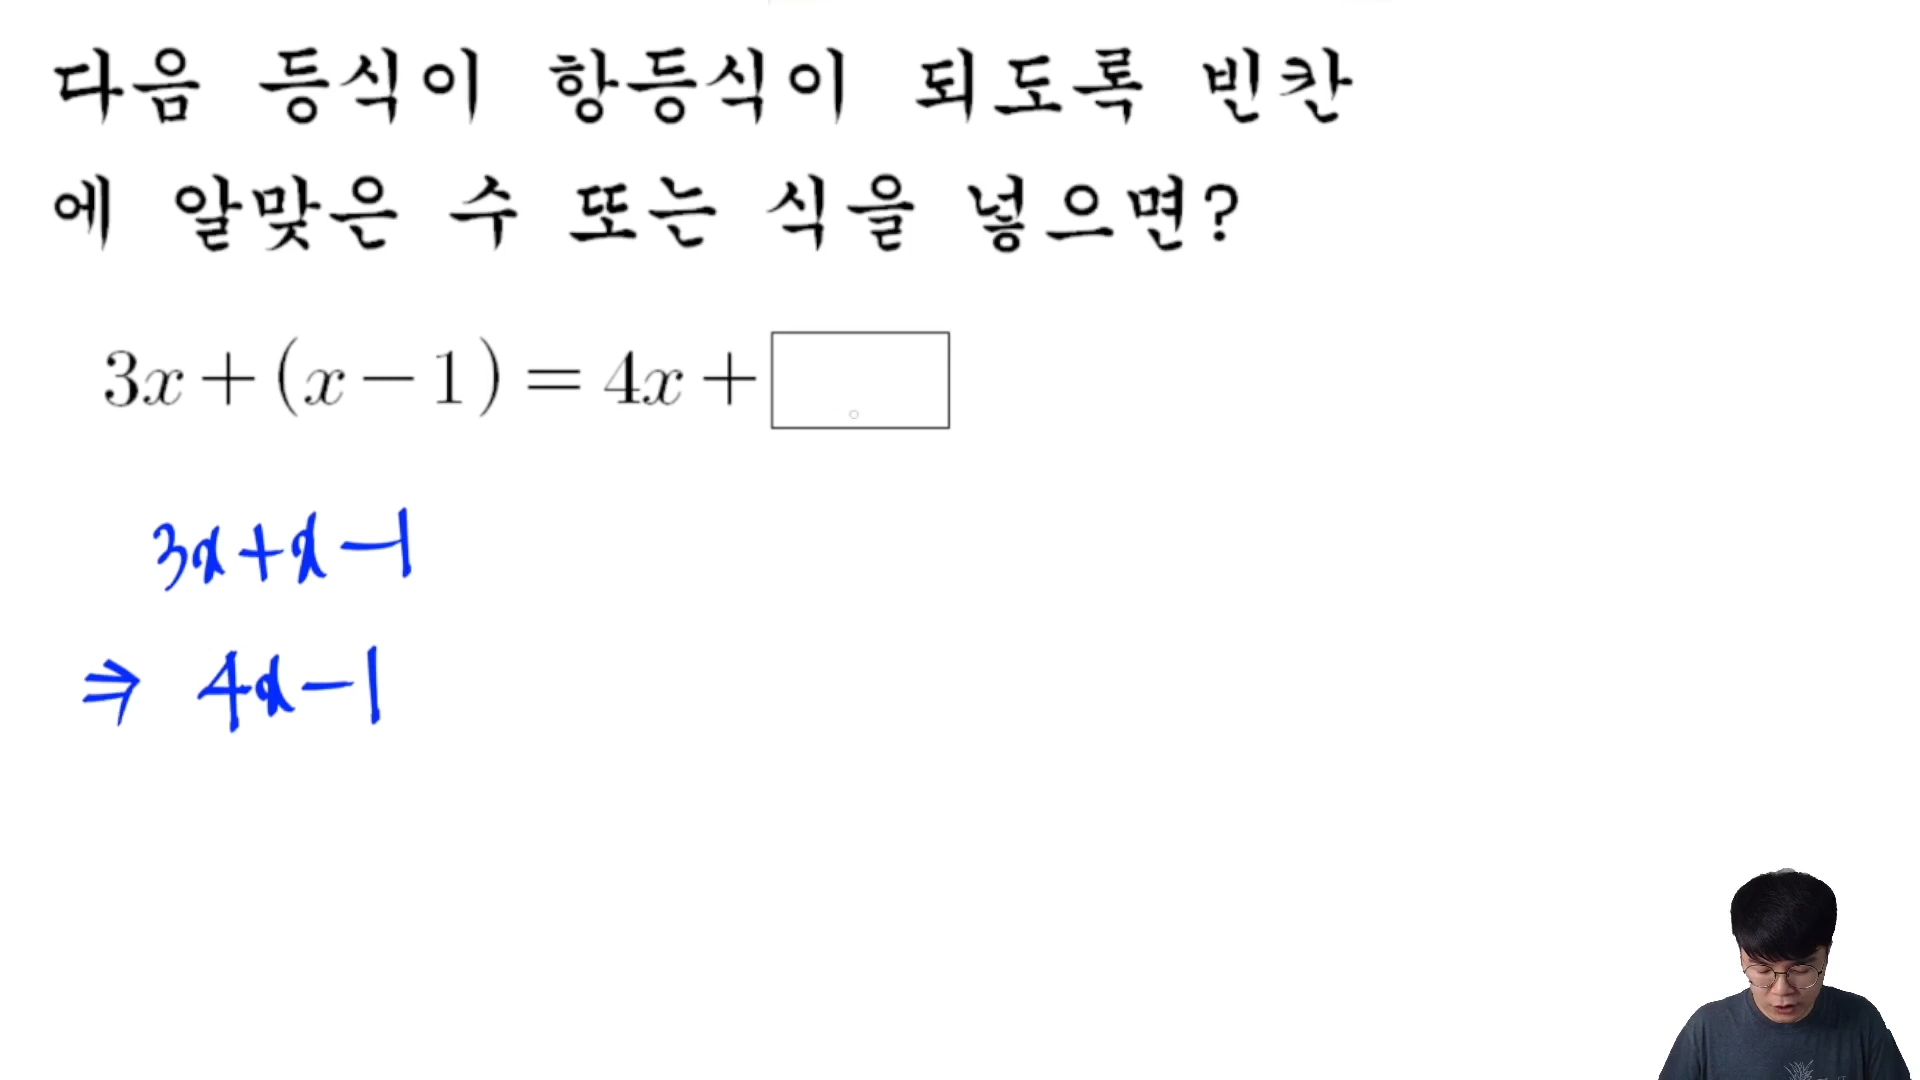 다음 등식이 항등식이 되도록 빈칸
에 알맞은 수 또는 식을 넣으면?
3x + (x − 1) = 4x +
3x + x − 1
⇒ 4x − 1